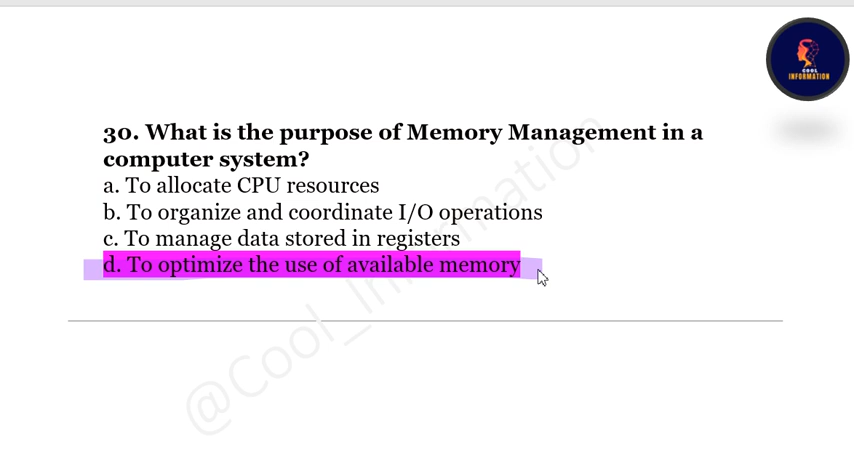 COOL
INFORMATION
30. What is the purpose of Memory Management in a
computer system?
a. To allocate CPU resources
b. To organize and coordinate I/O operations
c. To manage data stored in registers
d. To optimize the use of available memory
@Cool_Information